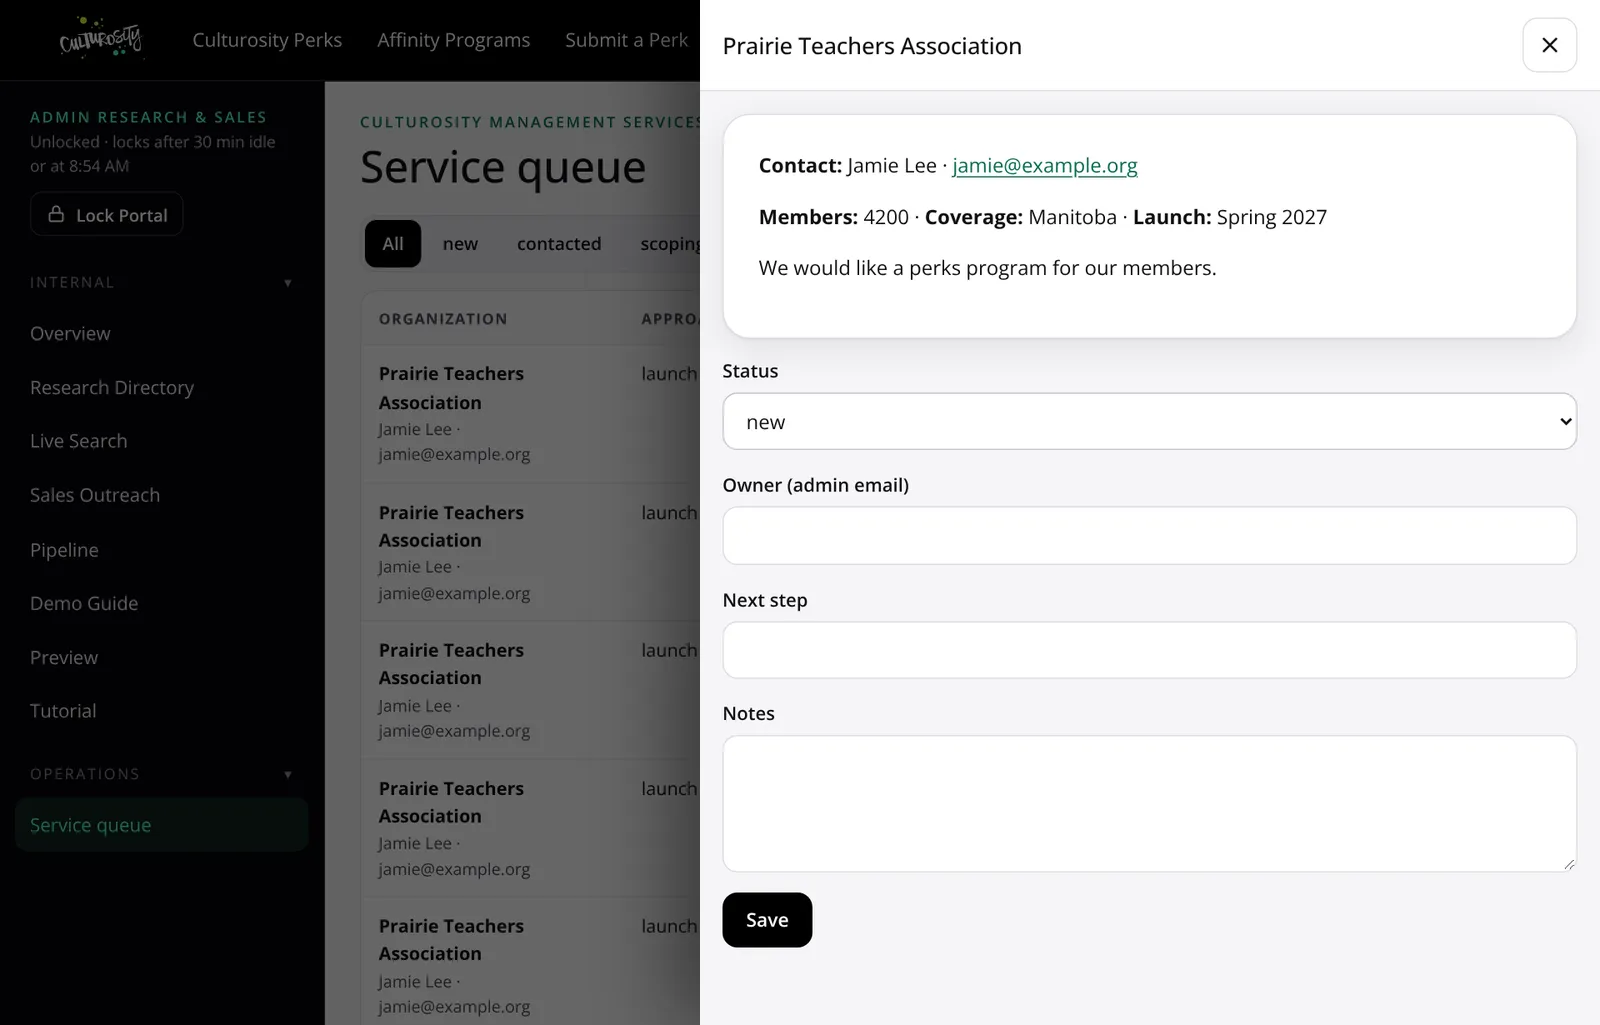 CULTUROSITY
Culturosity Perks
Affinity Programs
Submit a Perk
ADMIN RESEARCH & SALES
Unlocked · locks after 30 min idle
or at 8:54 AM
Lock Portal
INTERNAL
Overview
Research Directory
Live Search
Sales Outreach
Pipeline
Demo Guide
Preview
Tutorial
OPERATIONS
Service queue
CULTUROSITY MANAGEMENT SERVICES
Service queue
All
new
contacted
scoping
ORGANIZATION
APPROA
Prairie Teachers
Association
Jamie Lee ·
jamie@example.org
launch
Prairie Teachers
Association
Jamie Lee ·
jamie@example.org
launch
Prairie Teachers
Association
Jamie Lee ·
jamie@example.org
launch
Prairie Teachers
Association
Jamie Lee ·
jamie@example.org
launch
Prairie Teachers
Association
Jamie Lee ·
jamie@example.org
launch
Prairie Teachers Association
Contact: Jamie Lee · jamie@example.org
Members: 4200 · Coverage: Manitoba · Launch: Spring 2027
We would like a perks program for our members.
Status
new
Owner (admin email)
Next step
Notes
Save